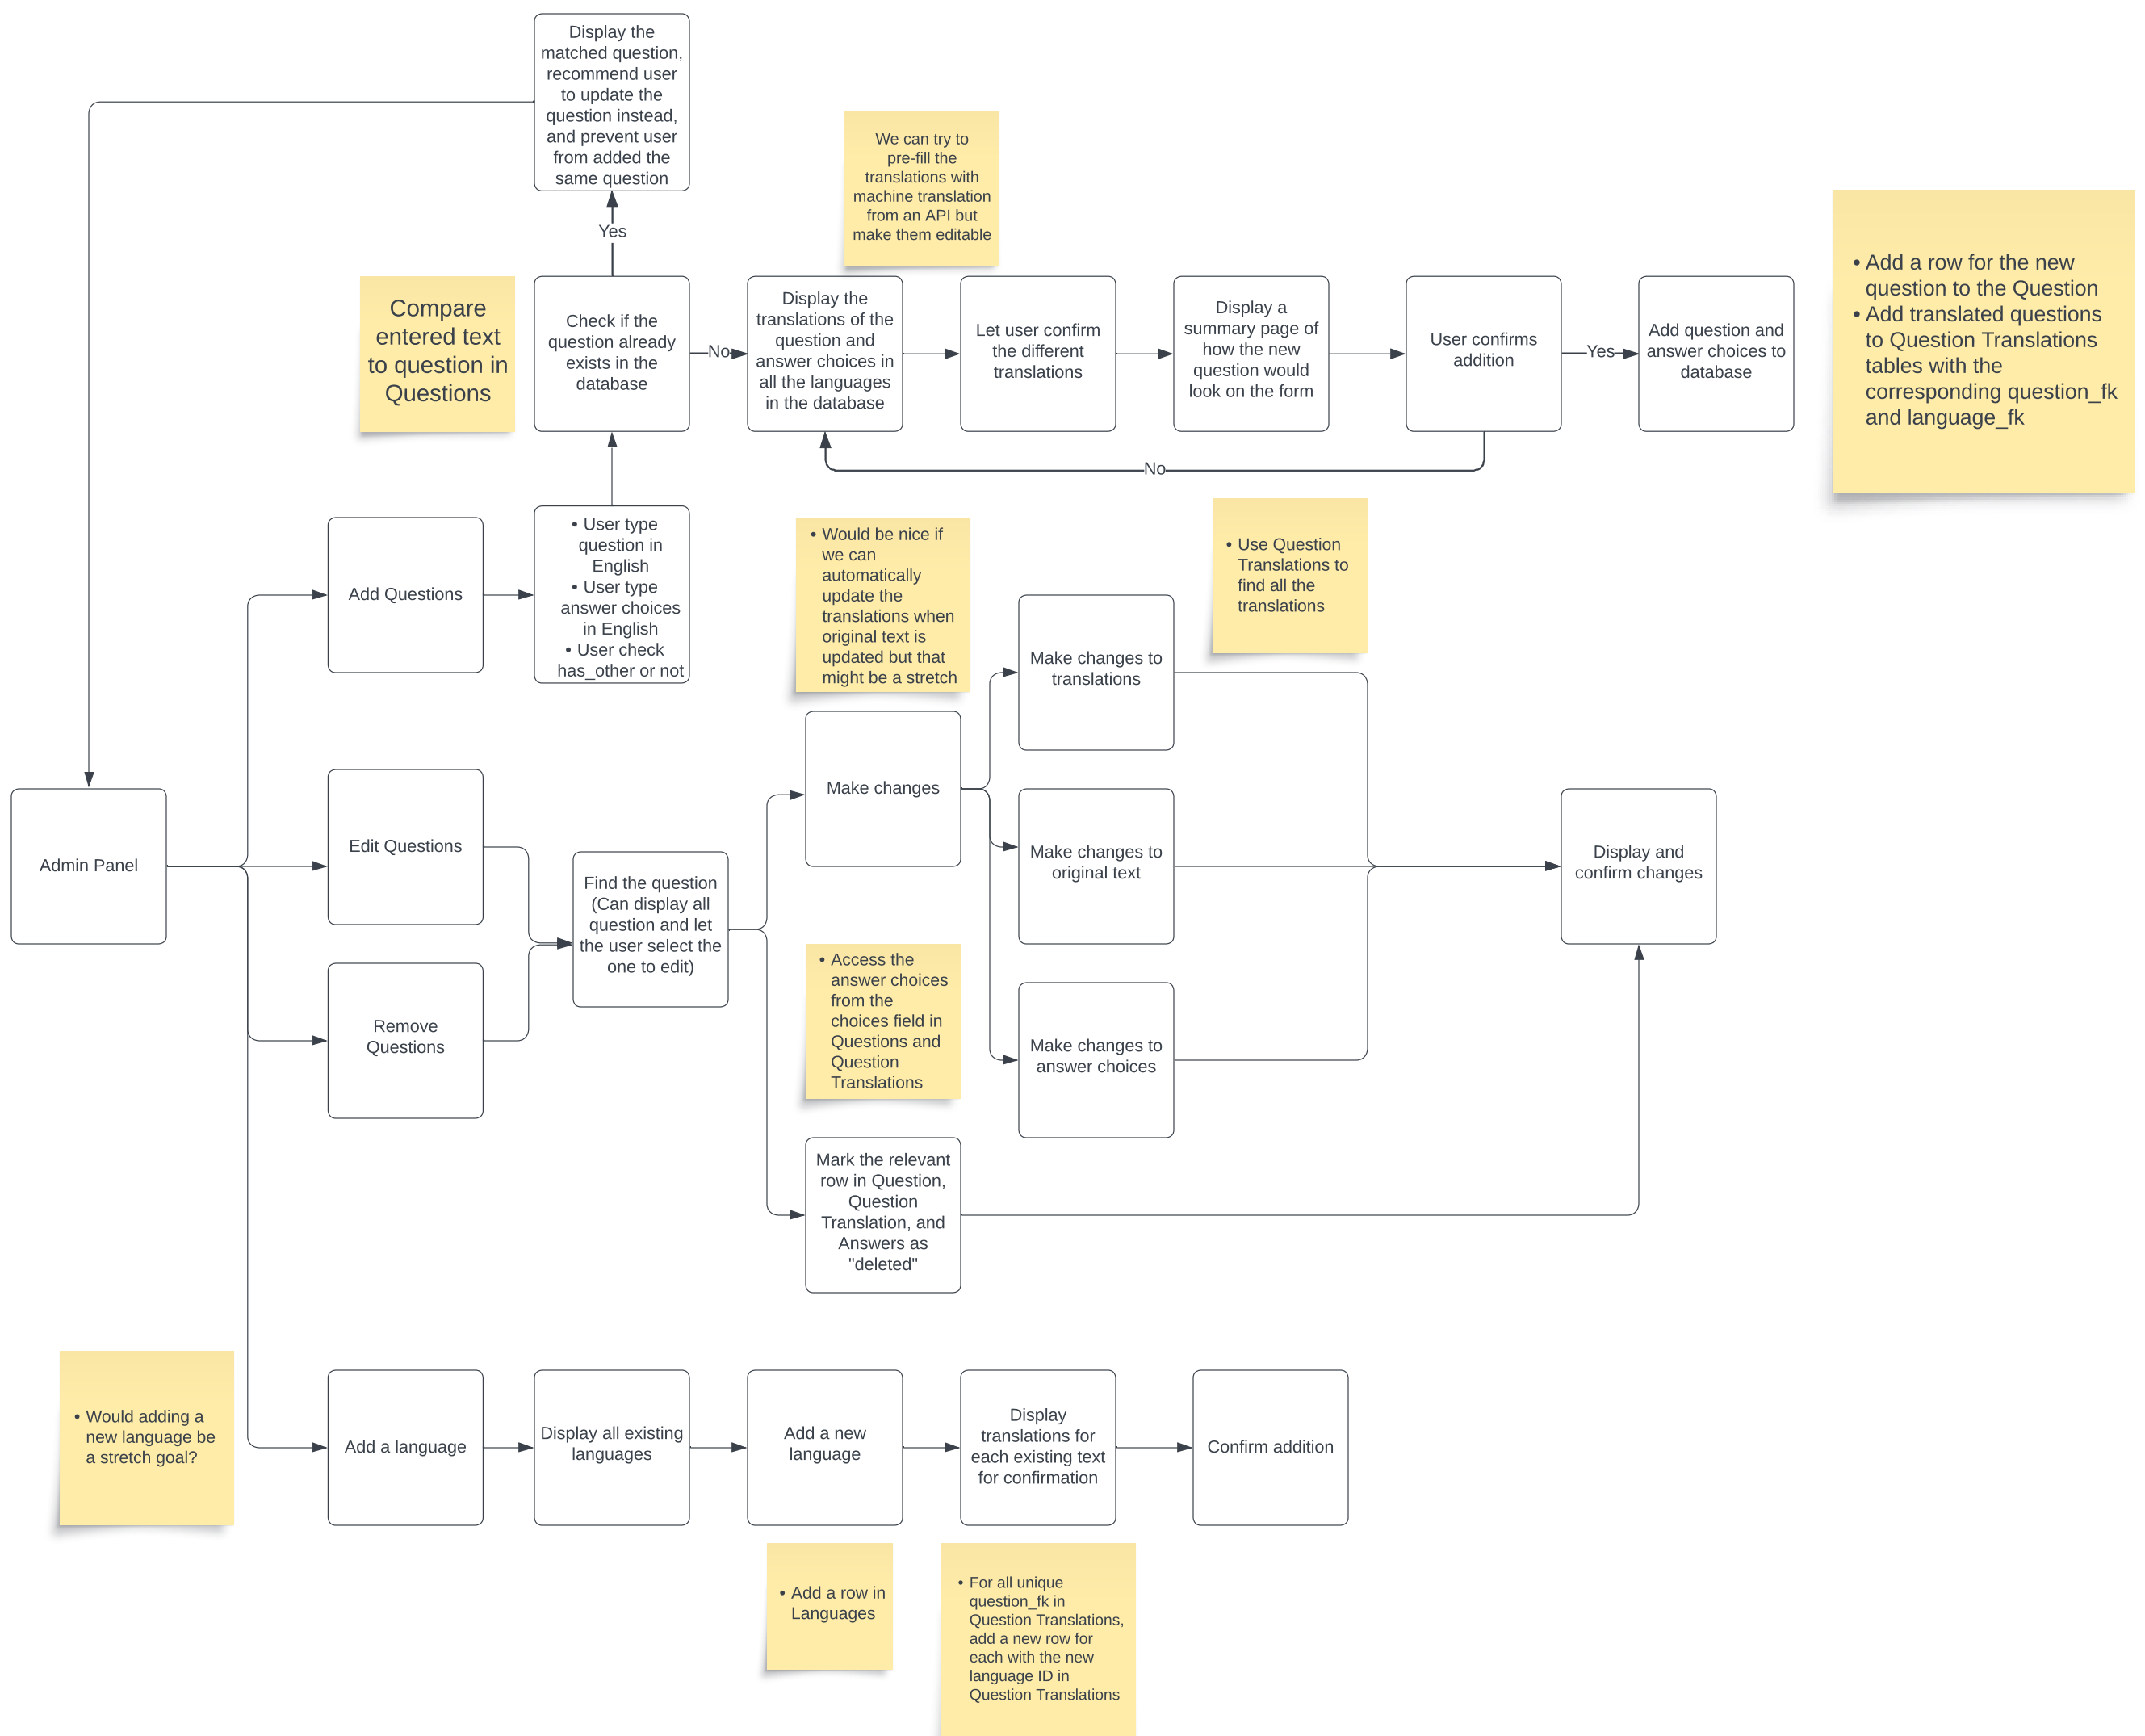 Display the
matched question,
recommend user
to update the
question instead,
and prevent user
from added the
same question
We can try to
pre-fill the
translations with
machine translation
from an API but
make them editable
Yes
Compare
entered text
to question in
Questions
Check if the
question already
exists in the
database
No
Display the
translations of the
question and
answer choices in
all the languages
in the database
Let user confirm
the different
translations
Display a
summary page of
how the new
question would
look on the form
User confirms
addition
Yes
Add question and
answer choices to
database
• Add a row for the new
question to the Question
• Add translated questions
to Question Translations
tables with the
corresponding question_fk
and language_fk
No
Add Questions
• User type
question in
English
• User type
answer choices
in English
• User check
has_other or not
• Would be nice if
we can
automatically
update the
translations when
original text is
updated but that
might be a stretch
• Use Question
Translations to
find all the
translations
Make changes to
translations
Make changes
Admin Panel
Edit Questions
Find the question
(Can display all
question and let
the user select the
one to edit)
Make changes to
original text
Display and
confirm changes
Remove
Questions
• Access the
answer choices
from the
choices field in
Questions and
Question
Translations
Make changes to
answer choices
Mark the relevant
row in Question,
Question
Translation, and
Answers as
"deleted"
• Would adding a
new language be
a stretch goal?
Add a language
Display all existing
languages
Add a new
language
Display
translations for
each existing text
for confirmation
Confirm addition
• Add a row in
Languages
• For all unique
question_fk in
Question Translations,
add a new row for
each with the new
language ID in
Question Translations